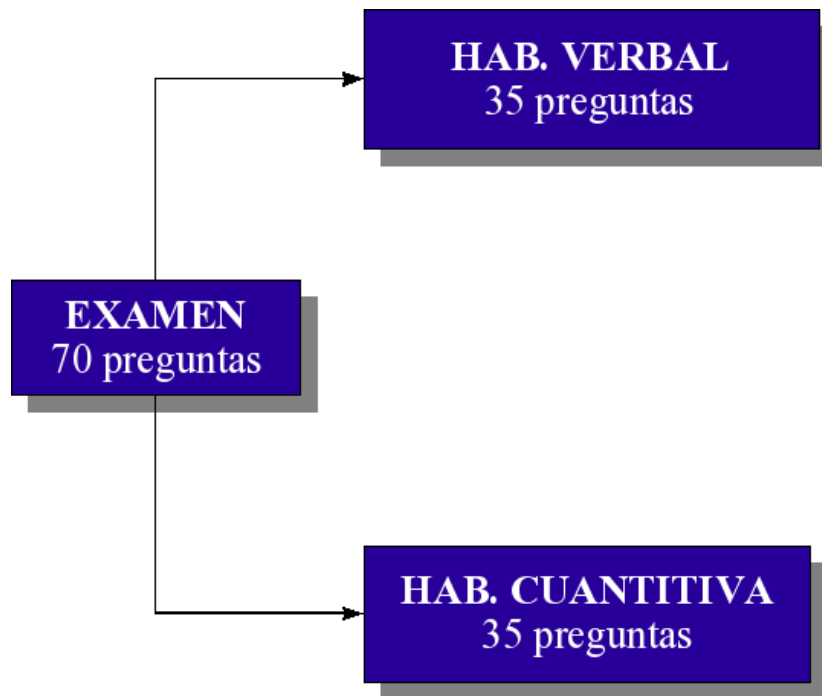 HAB. VERBAL
35 preguntas
EXAMEN
70 preguntas
HAB. CUANTITIVA
35 preguntas